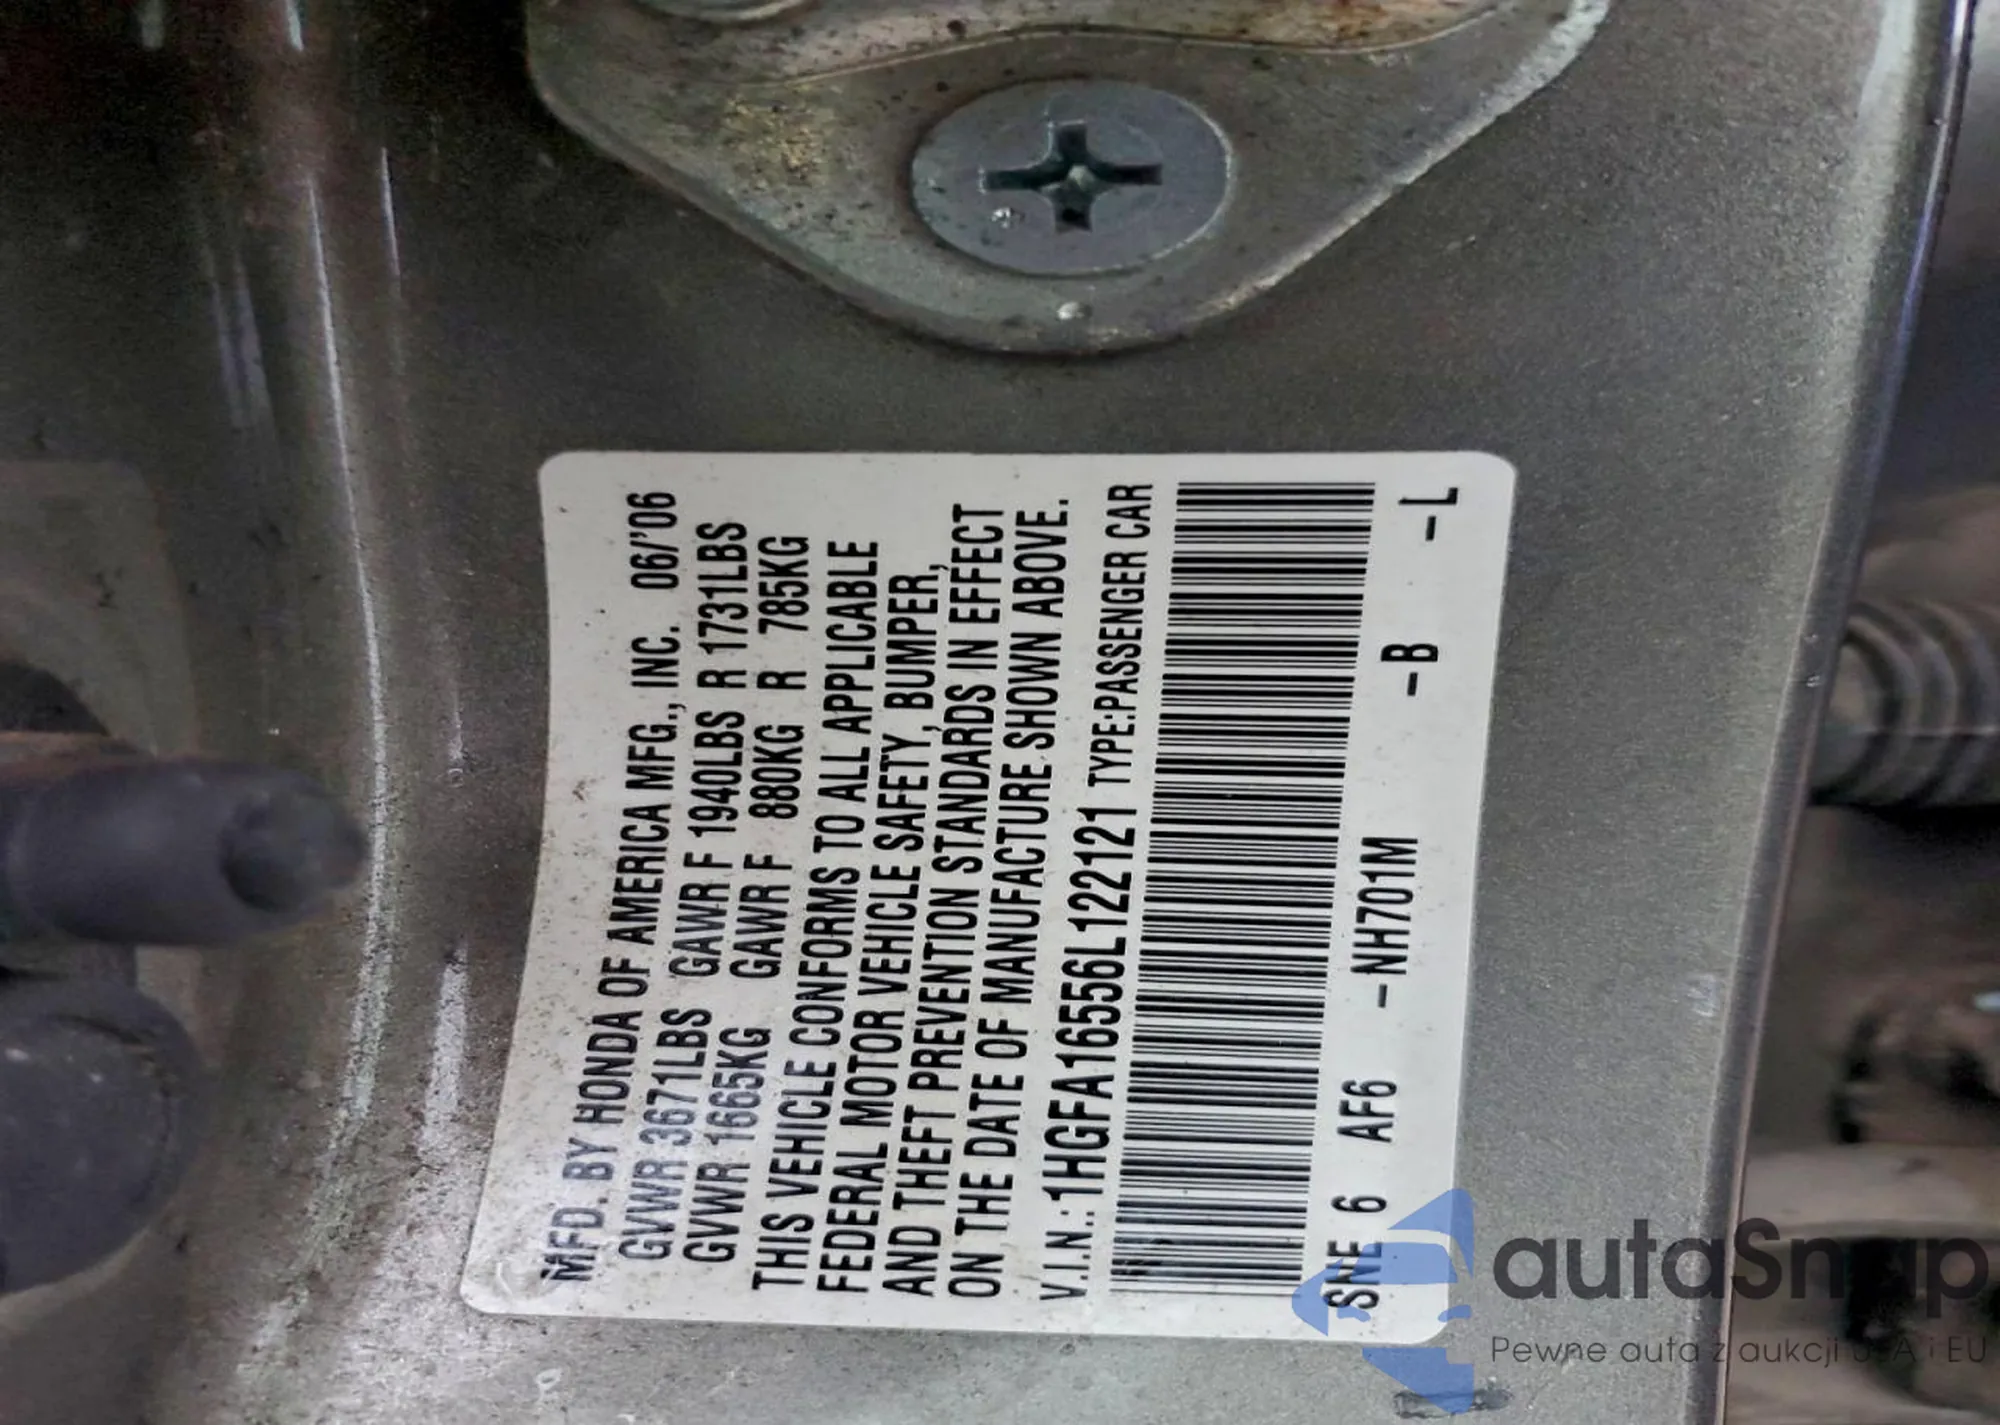 MFD. BY HONDA OF AMERICA MFG., INC. 06/'06
GVWR 3671LBS GAWR F 1940LBS R 1731LBS
GVWR 1665KG GAWR F 880KG R 785KG
THIS VEHICLE CONFORMS TO ALL APPLICABLE
FEDERAL MOTOR VEHICLE SAFETY, BUMPER,
AND THEFT PREVENTION STANDARDS IN EFFECT
ON THE DATE OF MANUFACTURE SHOWN ABOVE.
V.I.N.: 1HGFA16556L122121 TYPE:PASSENGER CAR
SNE 6 AF6 -NH701M -B -L
autaSnap
Pewne auta z aukcji USA i EU